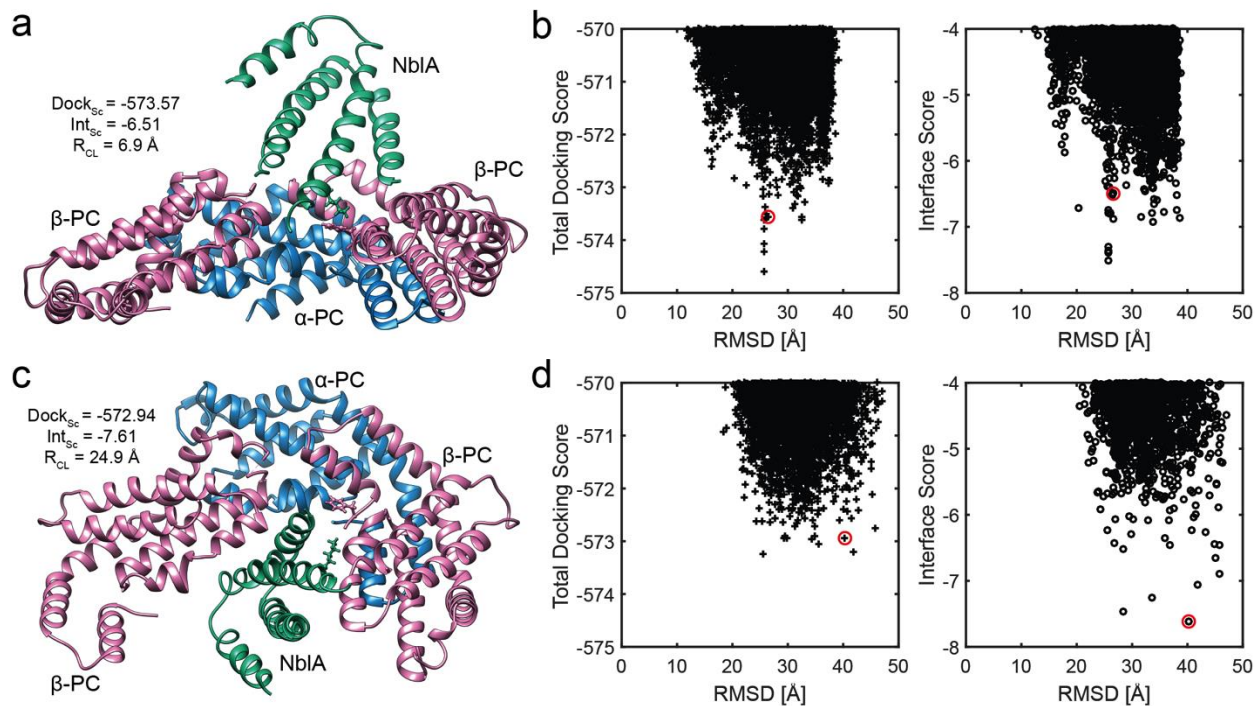 a
NblA
Dock_Sc = -573.57
Int_Sc = -6.51
R_CL = 6.9 Å
β-PC
β-PC
α-PC
b
Total Docking Score
-570
-571
-572
-573
-574
-575
0 10 20 30 40 50
RMSD [Å]
Interface Score
-4
-5
-6
-7
-8
0 10 20 30 40 50
RMSD [Å]
c
α-PC
Dock_Sc = -572.94
Int_Sc = -7.61
R_CL = 24.9 Å
β-PC
NblA
β-PC
d
Total Docking Score
-570
-571
-572
-573
-574
-575
0 10 20 30 40 50
RMSD [Å]
Interface Score
-4
-5
-6
-7
-8
0 10 20 30 40 50
RMSD [Å]